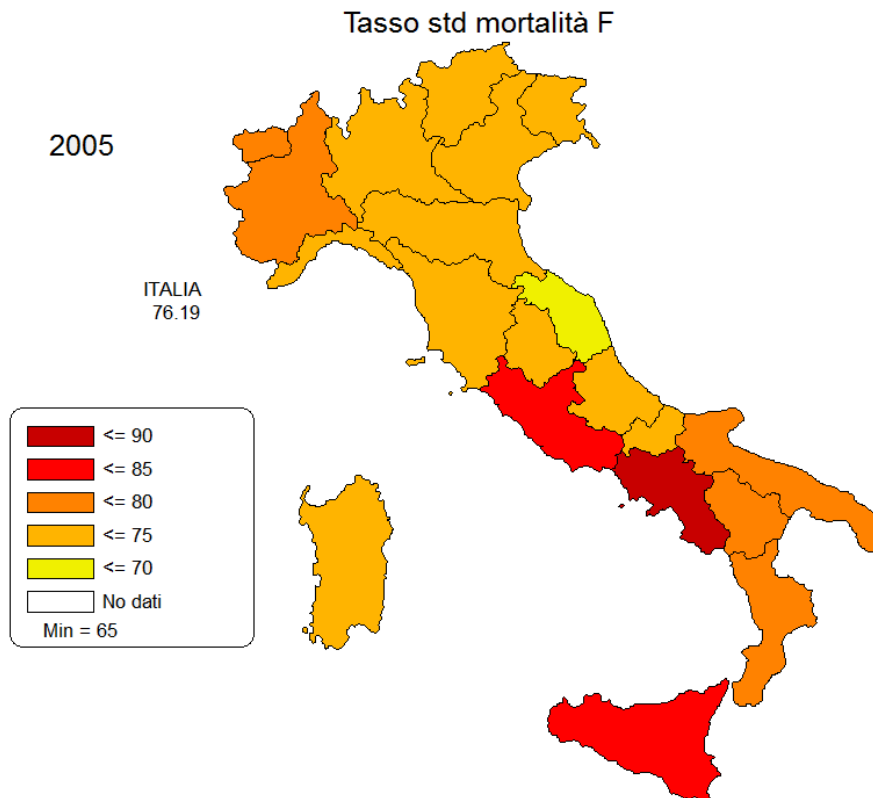 Tasso std mortalità F
2005
ITALIA
76.19
<= 90
<= 85
<= 80
<= 75
<= 70
No dati
Min = 65